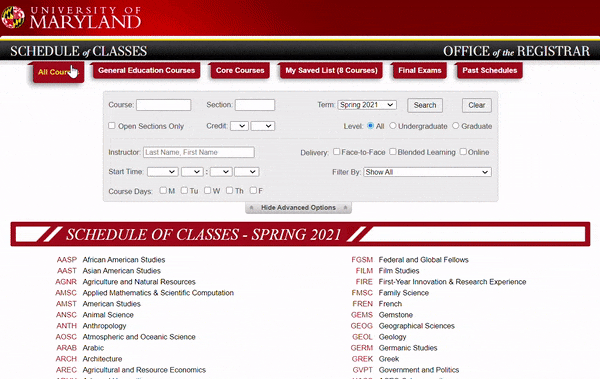 UNIVERSITY OF
MARYLAND
SCHEDULE of CLASSES
OFFICE of the REGISTRAR
All Courses
General Education Courses
Core Courses
My Saved List (8 Courses)
Final Exams
Past Schedules
Course: Section: Term: Spring 2021 Search Clear
Open Sections Only Credit: Level: All Undergraduate Graduate
Instructor: Last Name, First Name Delivery: Face-to-Face Blended Learning Online
Start Time: : Filter By: Show All
Course Days: M Tu W Th F
Hide Advanced Options
SCHEDULE OF CLASSES - SPRING 2021
AASP African American Studies
AAST Asian American Studies
AGNR Agriculture and Natural Resources
AMSC Applied Mathematics & Scientific Computation
AMST American Studies
ANSC Animal Science
ANTH Anthropology
AOSC Atmospheric and Oceanic Science
ARAB Arabic
ARCH Architecture
AREC Agricultural and Resource Economics
FGSM Federal and Global Fellows
FILM Film Studies
FIRE First-Year Innovation & Research Experience
FMSC Family Science
FREN French
GEMS Gemstone
GEOG Geographical Sciences
GEOL Geology
GERM Germanic Studies
GREK Greek
GVPT Government and Politics